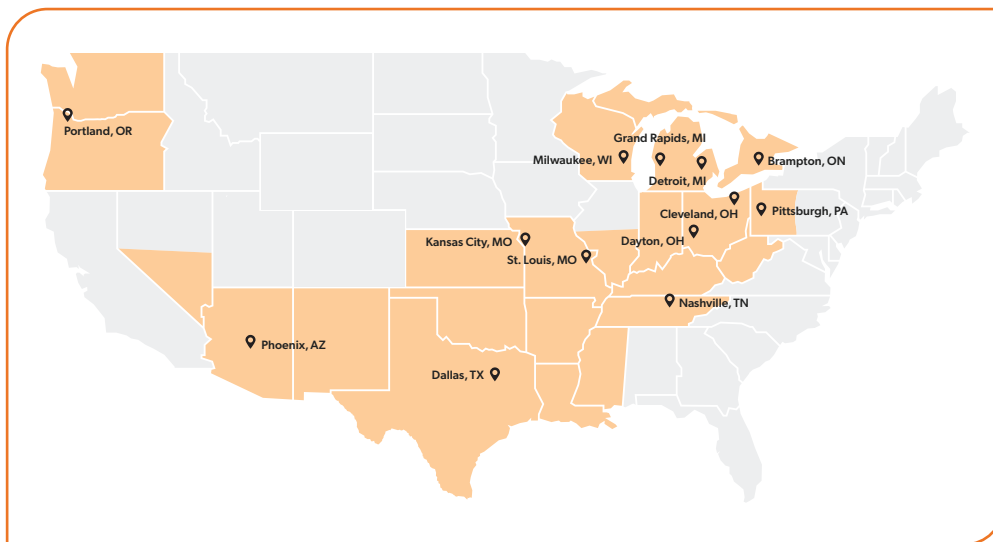 Portland, OR
Grand Rapids, MI
Milwaukee, WI
Brampton, ON
Detroit, MI
Cleveland, OH
Pittsburgh, PA
Kansas City, MO
Dayton, OH
St. Louis, MO
Nashville, TN
Phoenix, AZ
Dallas, TX